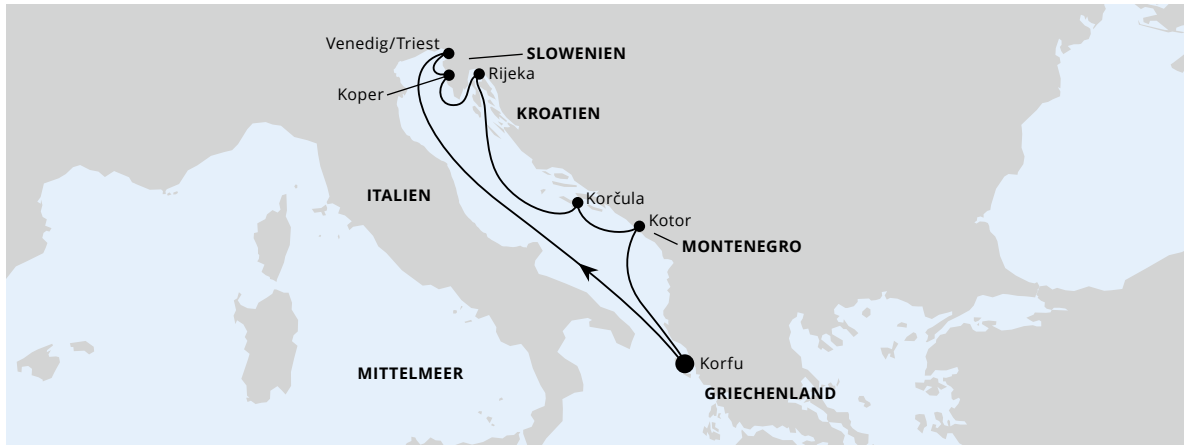 Venedig/Triest
SLOWENIEN
Rijeka
Koper
KROATIEN
ITALIEN
Korčula
Kotor
MONTENEGRO
Korfu
MITTELMEER
GRIECHENLAND